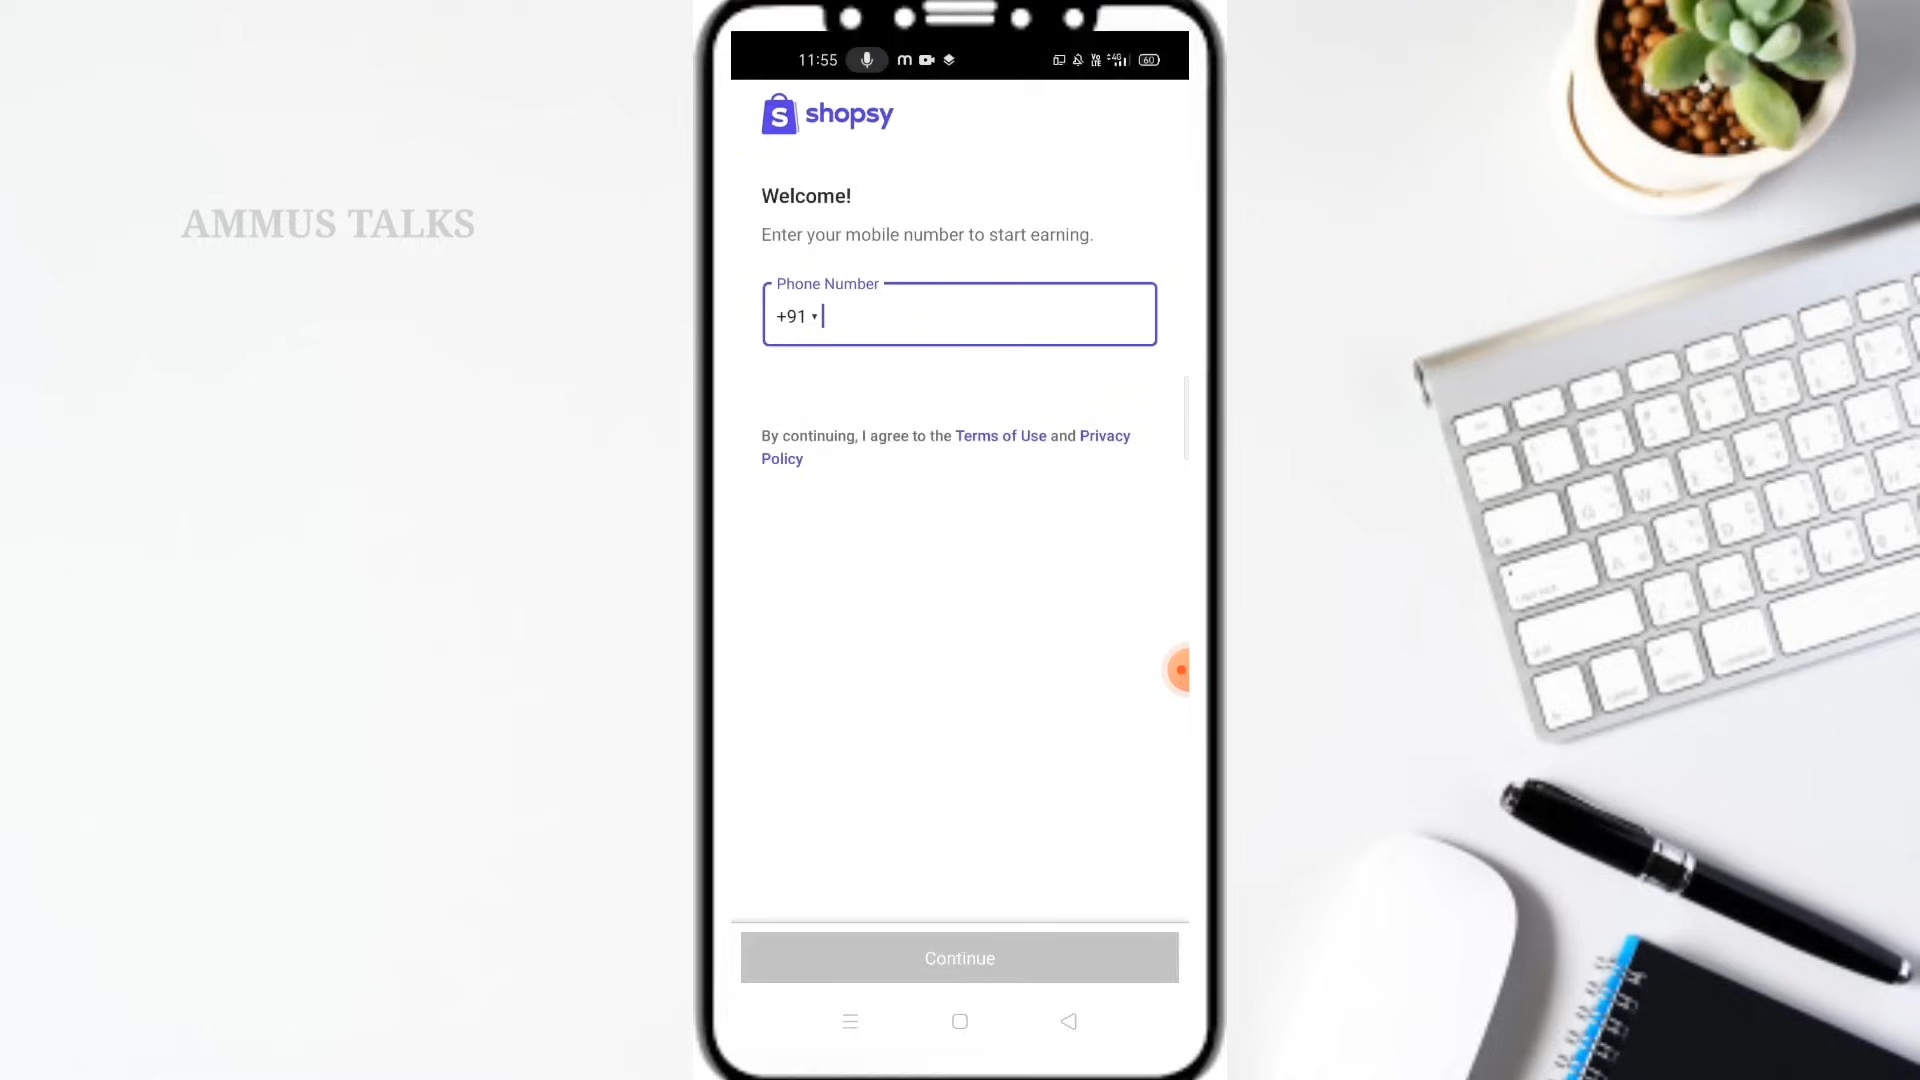 AMMUS TALKS
11:55
60
shopsy
Welcome!
Enter your mobile number to start earning.
Phone Number
+91
By continuing, I agree to the Terms of Use and Privacy
Policy
Continue